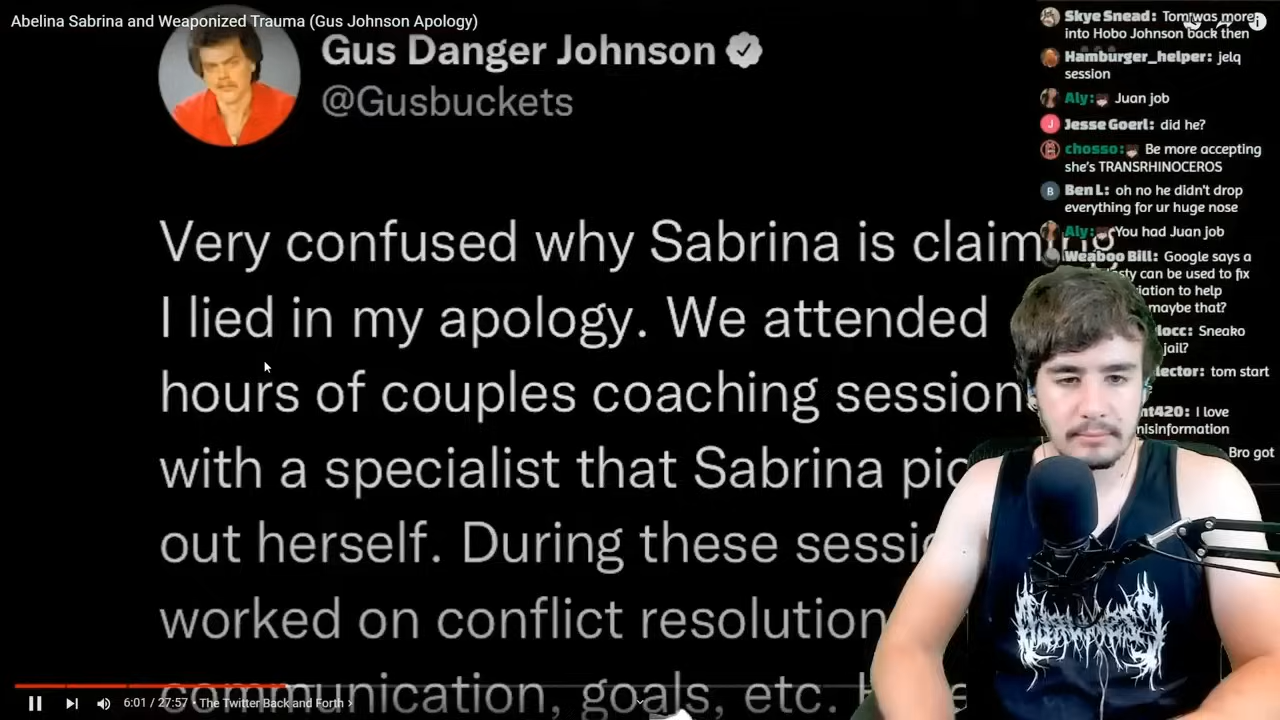 Abelina Sabrina and Weaponized Trauma (Gus Johnson Apology)
Gus Danger Johnson
@Gusbuckets
Very confused why Sabrina is claiming
I lied in my apology. We attended
hours of couples coaching session
with a specialist that Sabrina
out herself. During these
worked on conflict resolution
communication, goals, etc.
6:01 / 27:57 • The Twitter Back and Forth ›
Skye Snead: Tom was more
into Hobo Johnson back then
Hamburger_helper: jelq
session
Aly: Juan job
Jesse Goerl: did he?
chosso: Be more accepting
she's TRANSRHINOCEROS
Ben L: oh no he didn't drop
everything for ur huge nose
Aly: You had Juan job
Weaboo Bill: Google says a
can be used to fix
to help
maybe that?
Sneako
jail?
tom start
I love
Bro got